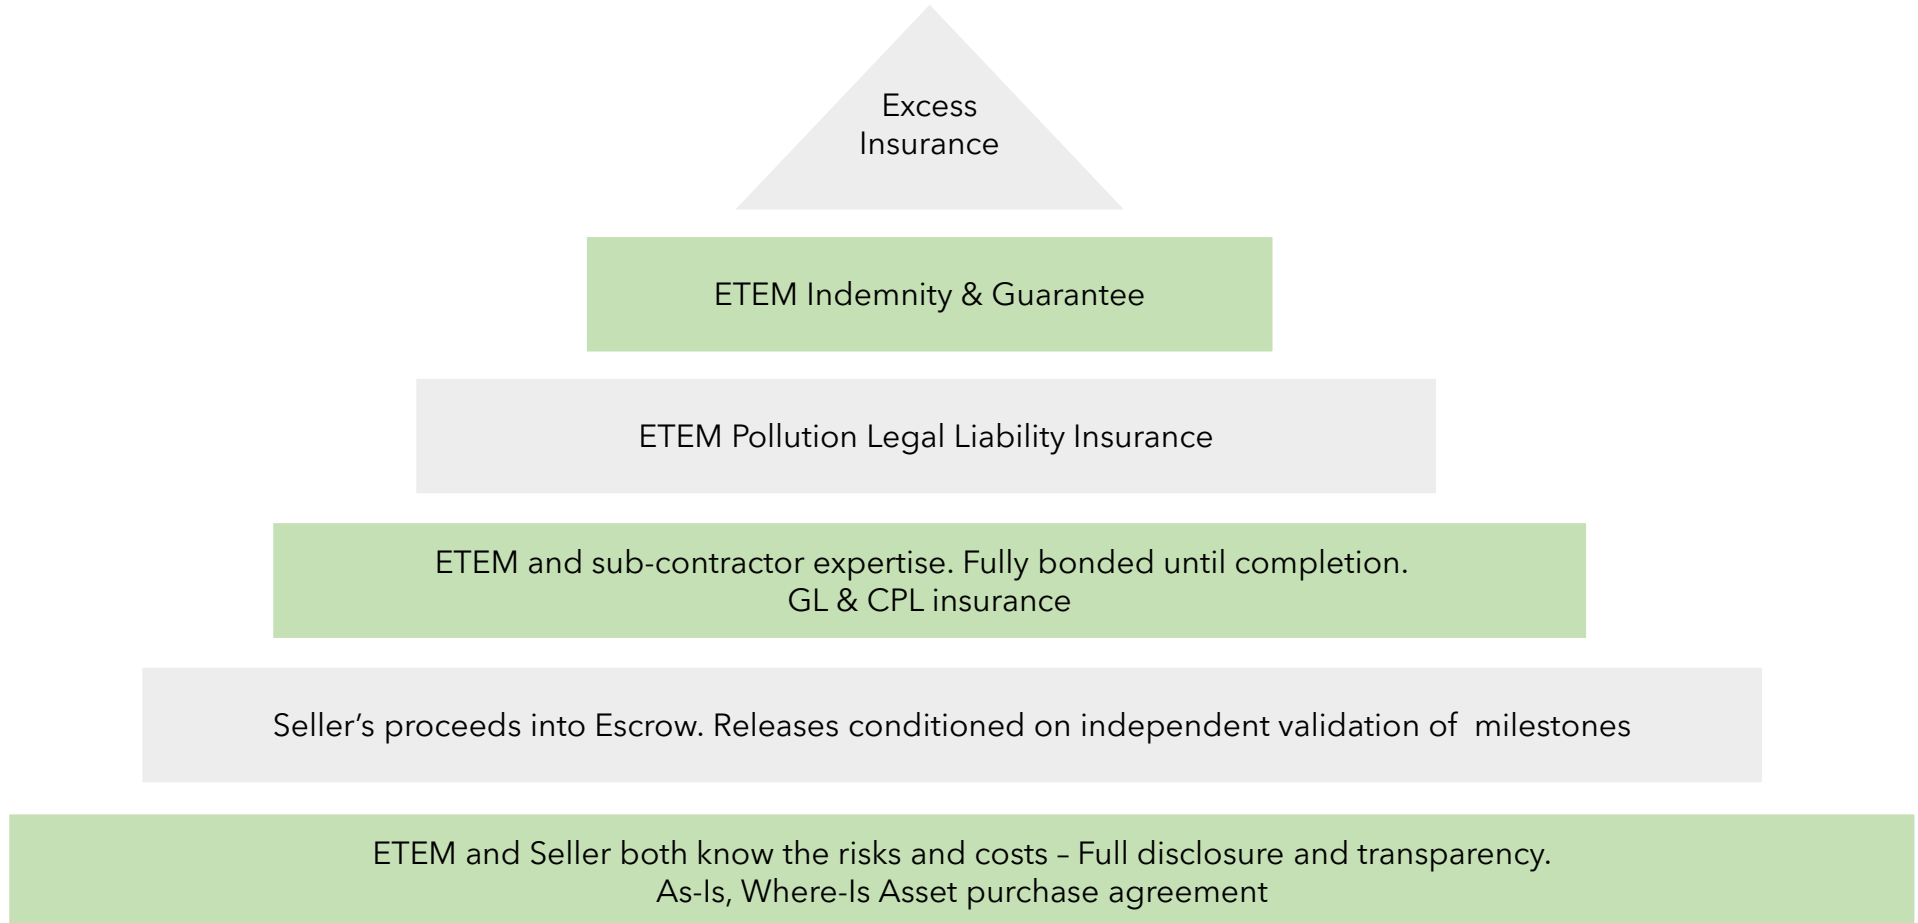 Excess
Insurance
ETEM Indemnity & Guarantee
ETEM Pollution Legal Liability Insurance
ETEM and sub-contractor expertise. Fully bonded until completion.
GL & CPL insurance
Seller’s proceeds into Escrow. Releases conditioned on independent validation of  milestones
ETEM and Seller both know the risks and costs – Full disclosure and transparency.
As-Is, Where-Is Asset purchase agreement